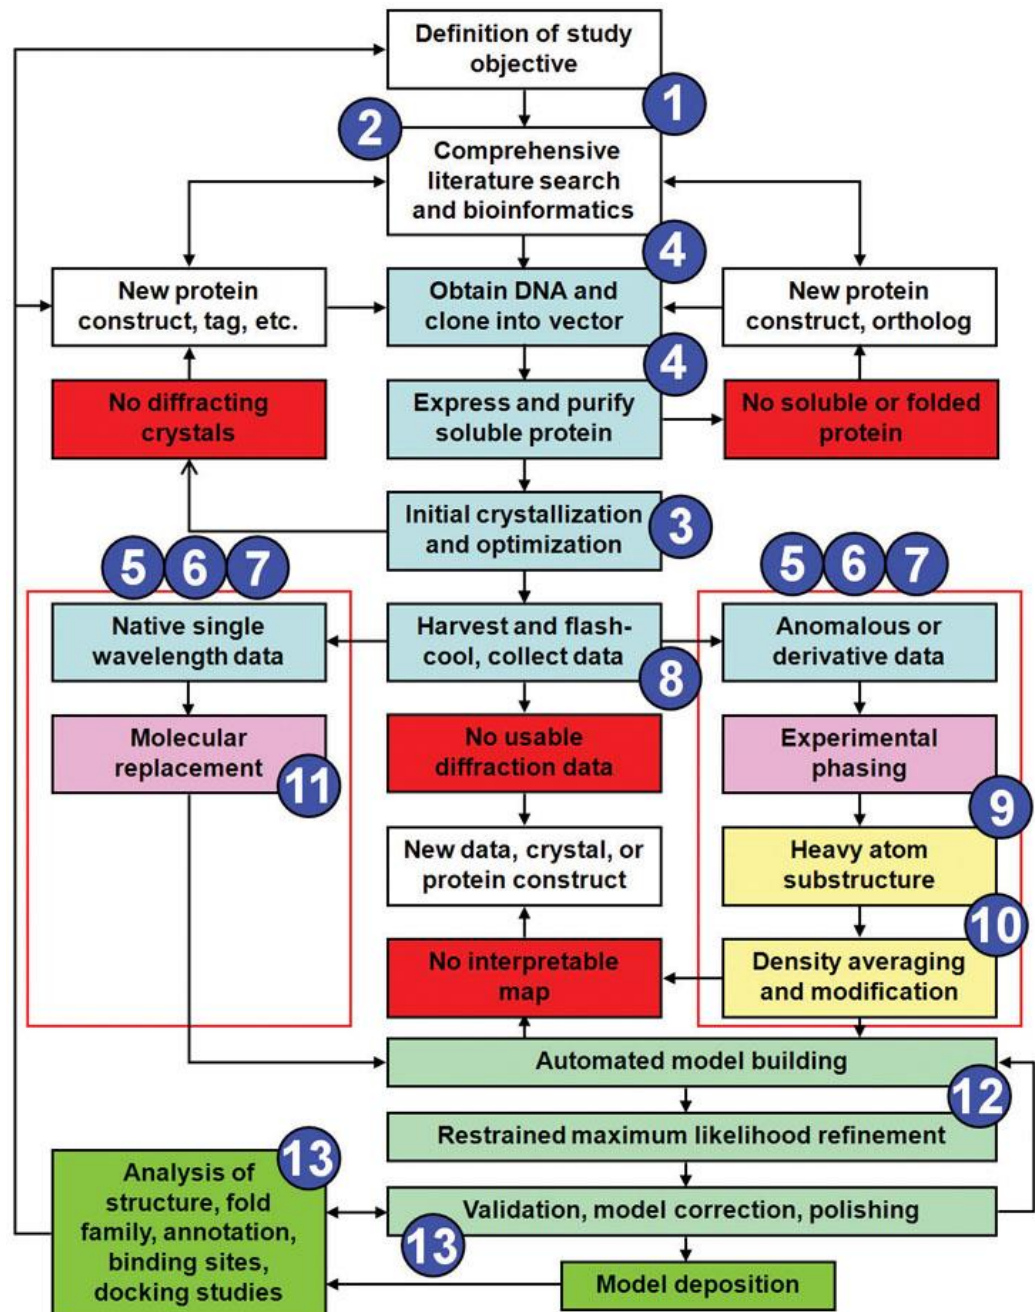 Definition of study
objective
1
2
Comprehensive
literature search
and bioinformatics
4
New protein
construct, tag, etc.
Obtain DNA and
clone into vector
New protein
construct, ortholog
4
No diffracting
crystals
Express and purify
soluble protein
No soluble or folded
protein
Initial crystallization
and optimization
3
5 6 7
5 6 7
Native single
wavelength data
Harvest and flash-
cool, collect data
8
Anomalous or
derivative data
Molecular
replacement
11
No usable
diffraction data
Experimental
phasing
9
New data, crystal, or
protein construct
Heavy atom
substructure
10
No interpretable
map
Density averaging
and modification
Automated model building
12
Restrained maximum likelihood refinement
13
Analysis of
structure, fold
family, annotation,
binding sites,
docking studies
Validation, model correction, polishing
13
Model deposition